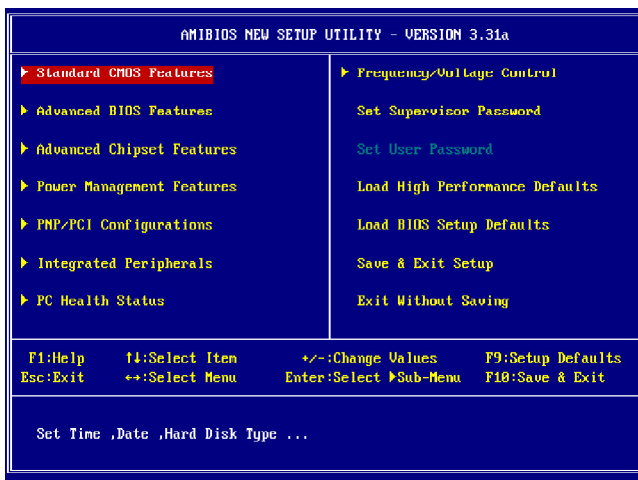 AMIBIOS NEW SETUP UTILITY - VERSION 3.31a
▶ Standard CMOS Features
▶ Advanced BIOS Features
▶ Advanced Chipset Features
▶ Power Management Features
▶ PNP/PCI Configurations
▶ Integrated Peripherals
▶ PC Health Status
▶ Frequency/Voltage Control
Set Supervisor Password
Set User Password
Load High Performance Defaults
Load BIOS Setup Defaults
Save & Exit Setup
Exit Without Saving
F1:Help ↑↓:Select Item +/-:Change Values F9:Setup Defaults
Esc:Exit ↔:Select Menu Enter:Select ▶Sub-Menu F10:Save & Exit
Set Time ,Date ,Hard Disk Type ...